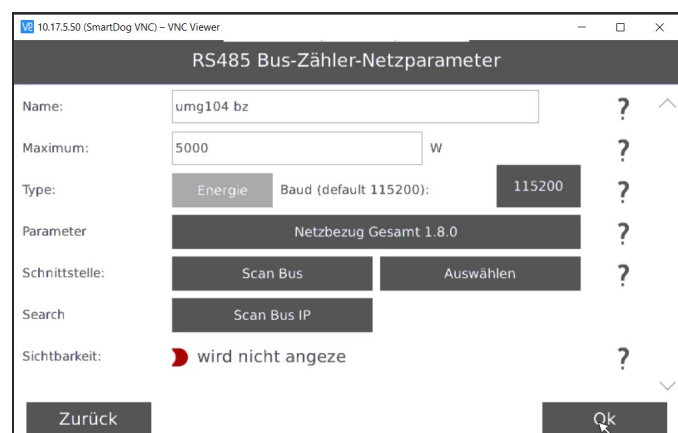 10.17.5.50 (SmartDog VNC) – VNC Viewer
RS485 Bus-Zähler-Netzparameter
Name: umg104 bz ?
Maximum: 5000 W ?
Type: Energie Baud (default 115200): 115200 ?
Parameter Netzbezug Gesamt 1.8.0 ?
Schnittstelle: Scan Bus Auswählen ?
Search Scan Bus IP
Sichtbarkeit: wird nicht angeze ?
Zurück Ok